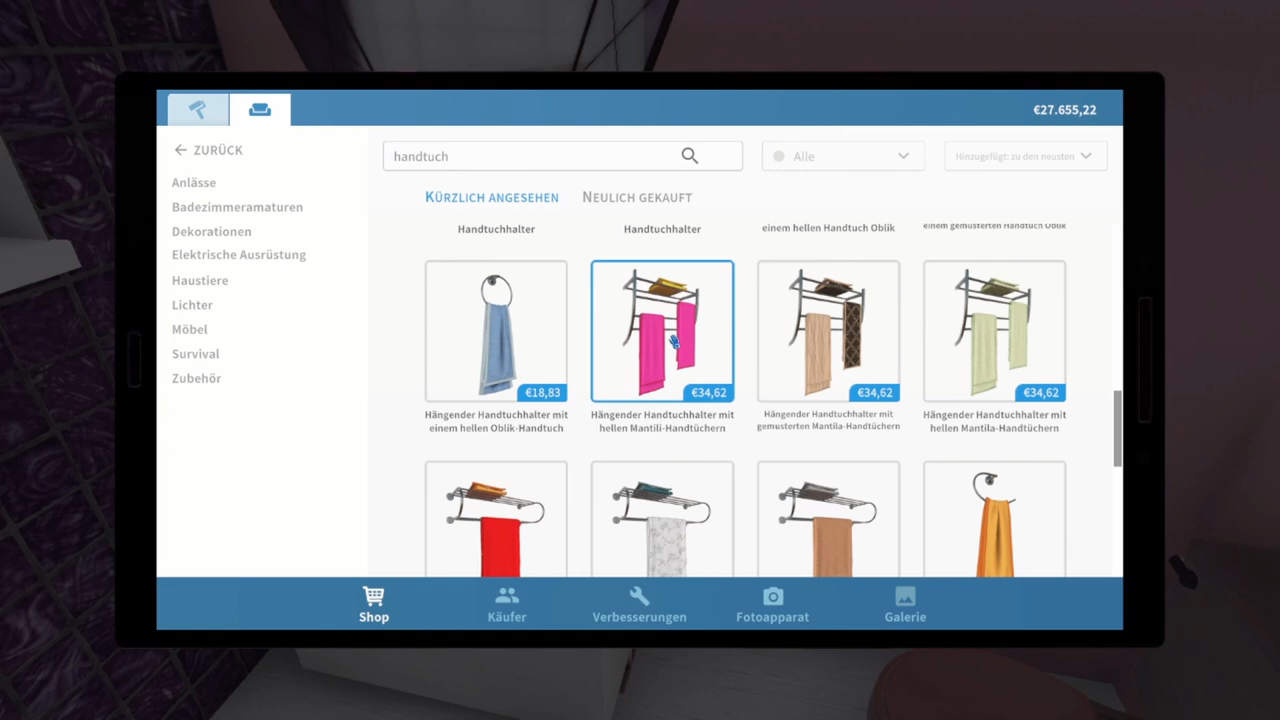 €27.655,22
ZURÜCK
handtuch
Alle
Hinzugefügt: zu den neusten
Anlässe
Badezimmeramaturen
Dekorationen
Elektrische Ausrüstung
Haustiere
Lichter
Möbel
Survival
Zubehör
KÜRZLICH ANGESEHEN
NEULICH GEKAUFT
Handtuchhalter
Handtuchhalter
einem hellen Handtuch Oblik
einem gemusterten Handtuch Oblik
€18,83
€34,62
€34,62
€34,62
Hängender Handtuchhalter mit
einem hellen Oblik-Handtuch
Hängender Handtuchhalter mit
hellen Mantili-Handtüchern
Hängender Handtuchhalter mit
gemusterten Mantila-Handtüchern
Hängender Handtuchhalter mit
hellen Mantila-Handtüchern
Shop
Käufer
Verbesserungen
Fotoapparat
Galerie